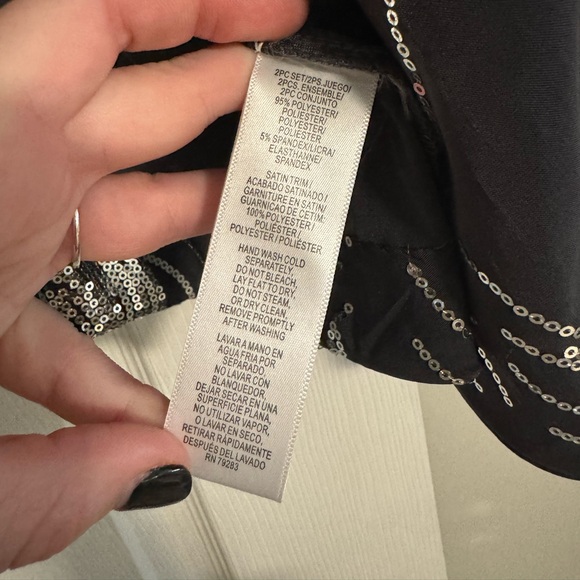 2PC SET/2PS.JUEGO/
2PCS. ENSEMBLE/
2PC CONJUNTO
95% POLYESTER/
POLIESTER/
POLYESTER/
POLIÉSTER
5% SPANDEX/LICRA/
ELASTHANNE/
SPANDEX
SATIN TRIM /
ACABADO SATINADO/
GARNITURE EN SATIN/
GUARNICAO DE CETIM:
100% POLYESTER/
POLIÉSTER/
POLYESTER / POLIÉSTER
HAND WASH COLD
SEPARATELY.
DO NOT BLEACH,
LAY FLAT TO DRY,
DO NOT STEAM,
OR DRY CLEAN.
REMOVE PROMPTLY
AFTER WASHING
LAVAR A MANO EN
AGUA FRIA POR
SEPARADO
NO LAVAR CON
BLANQUEDOR.
DEJAR SECAR EN UNA
SUPERFICIE PLANA,
NO UTILIZAR VAPOR,
O LAVAR EN SECO,
RETIRAR RÁPIDAMENTE
DESPUÉS DEL LAVADO
RN 79283